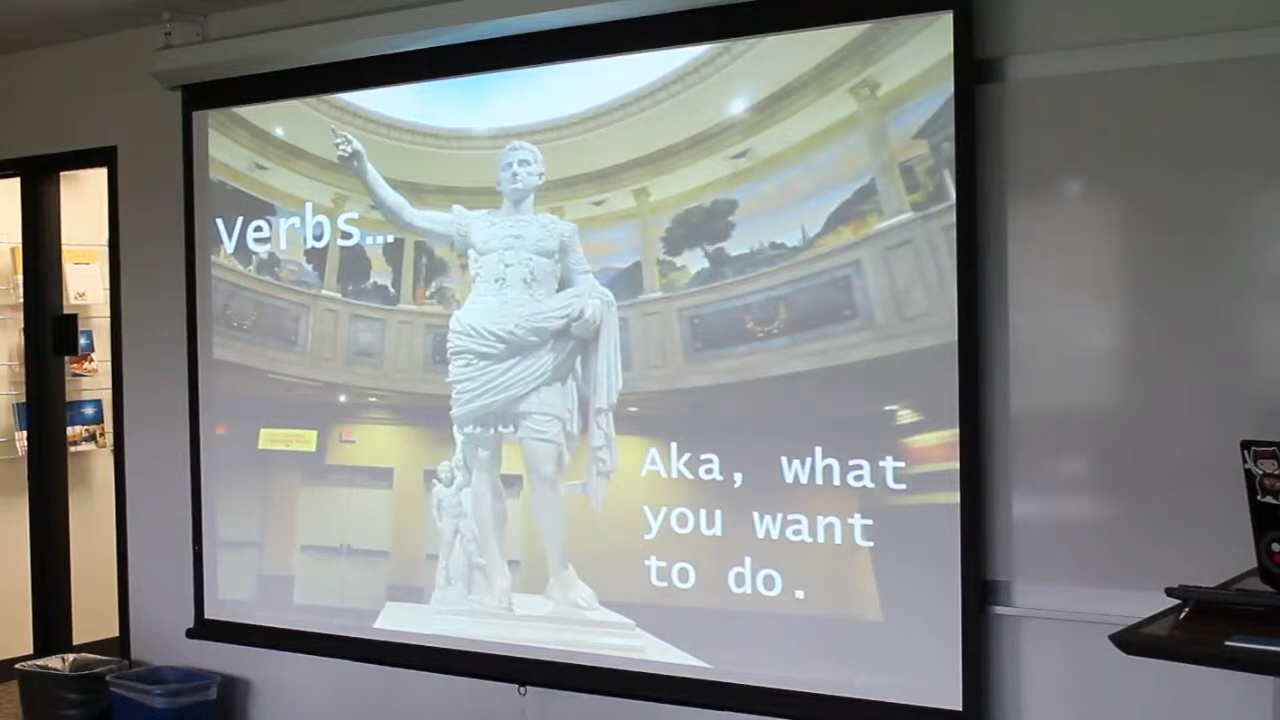 verbs…
Aka, what
you want
to do.